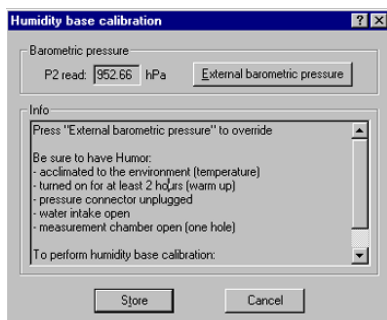 Humidity base calibration
Barometric pressure
P2 read: 952.66 hPa External barometric pressure
Info
Press "External barometric pressure" to override
Be sure to have Humor:
- acclimated to the environment (temperature)
- turned on for at least 2 hours (warm up)
- pressure connector unplugged
- water intake open
- measurement chamber open (one hole)
To perform humidity base calibration:
Store Cancel